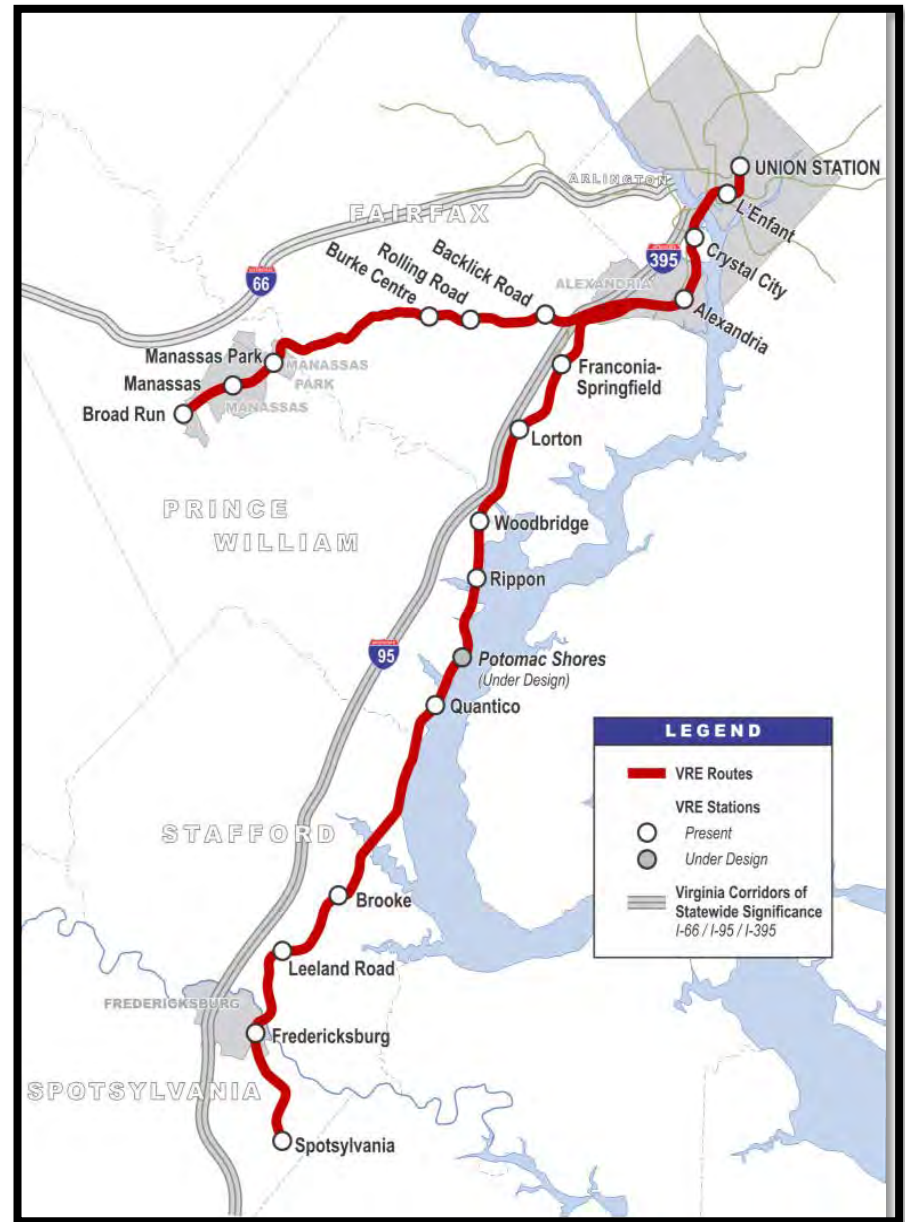 UNION STATION
ARLINGTON
L'Enfant
FAIRFAX
Crystal City
395
Backlick Road
Rolling Road
Burke Centre
66
ALEXANDRIA
Alexandria
Manassas Park
MANASSAS
PARK
Franconia-
Springfield
Manassas
MANASSAS
Broad Run
Lorton
PRINCE
WILLIAM
Woodbridge
Rippon
95
Potomac Shores
(Under Design)
Quantico
LEGEND
VRE Routes
VRE Stations
Present
Under Design
Virginia Corridors of
Statewide Significance
I-66 / I-95 / I-395
STAFFORD
Brooke
Leeland Road
FREDERICKSBURG
Fredericksburg
SPOTSYLVANIA
Spotsylvania